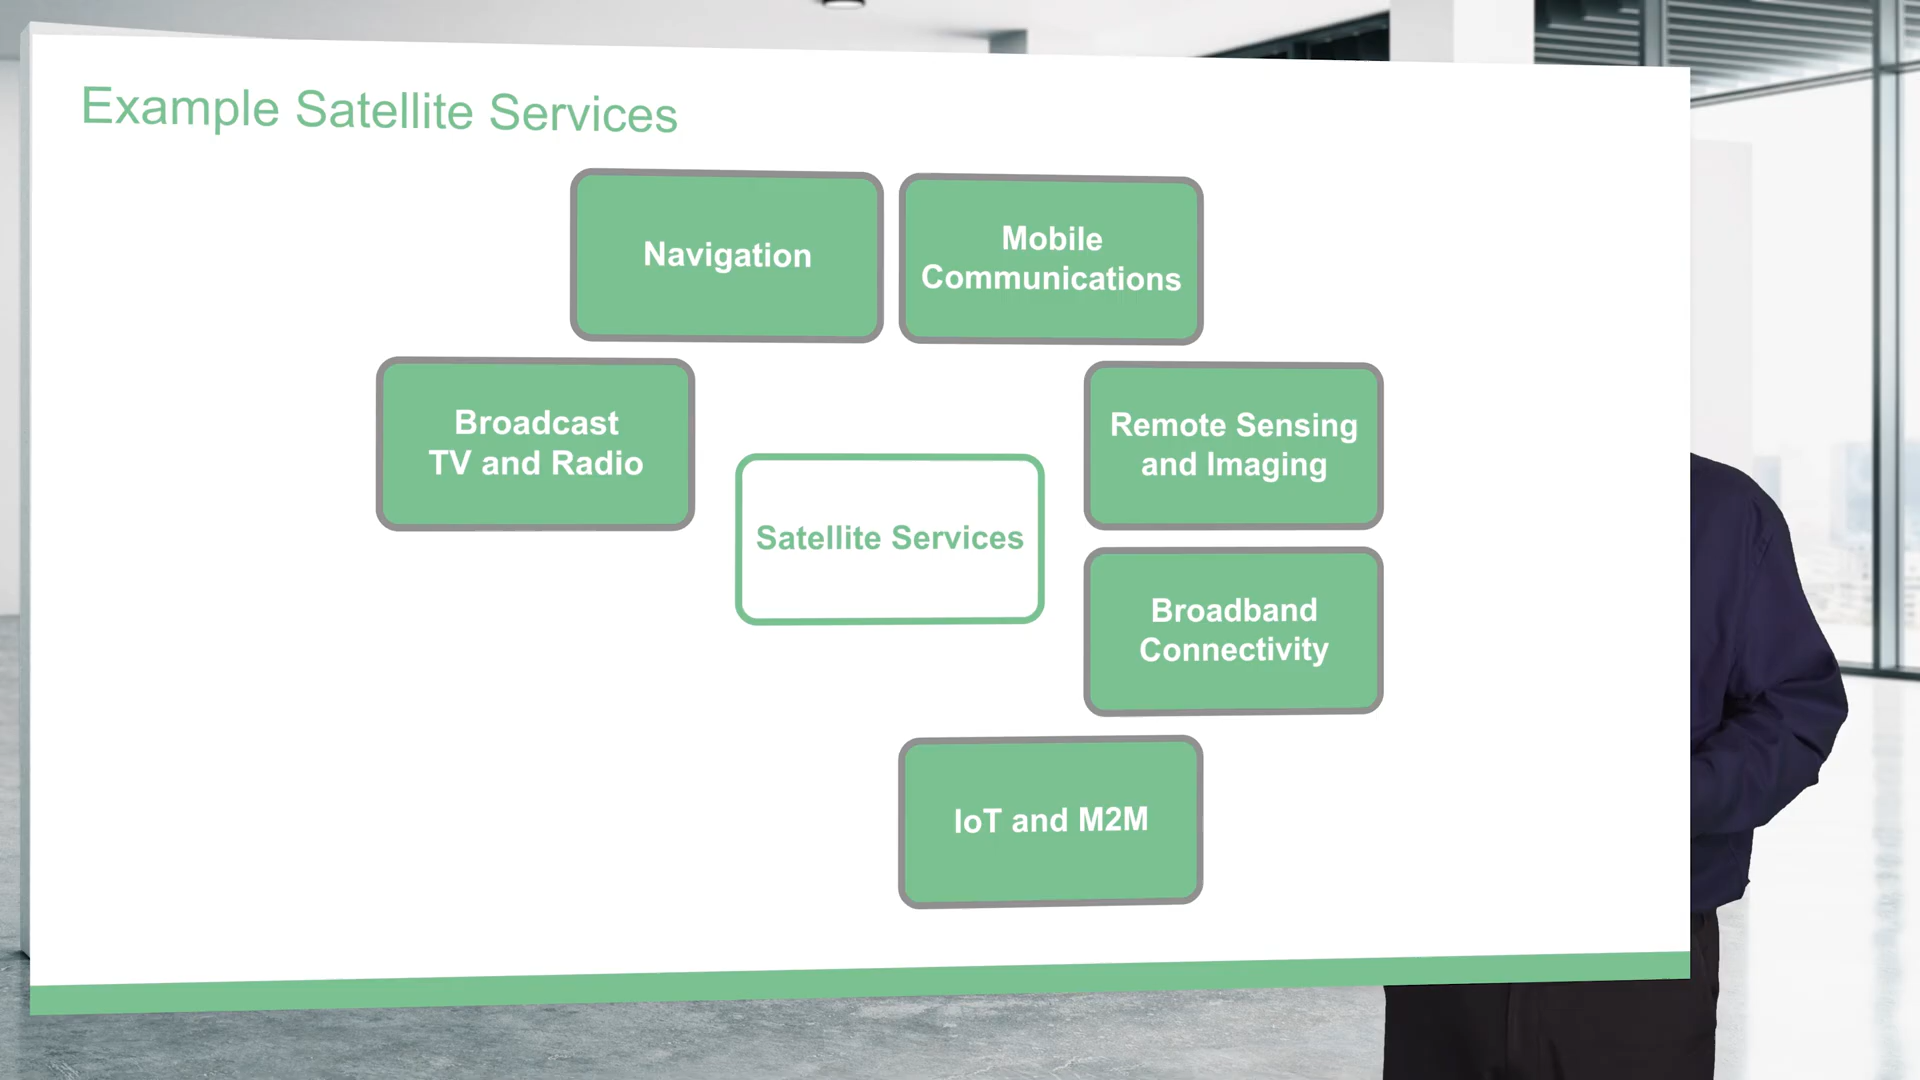 Example Satellite Services
Navigation
Mobile
Communications
Broadcast
TV and Radio
Remote Sensing
and Imaging
Satellite Services
Broadband
Connectivity
IoT and M2M